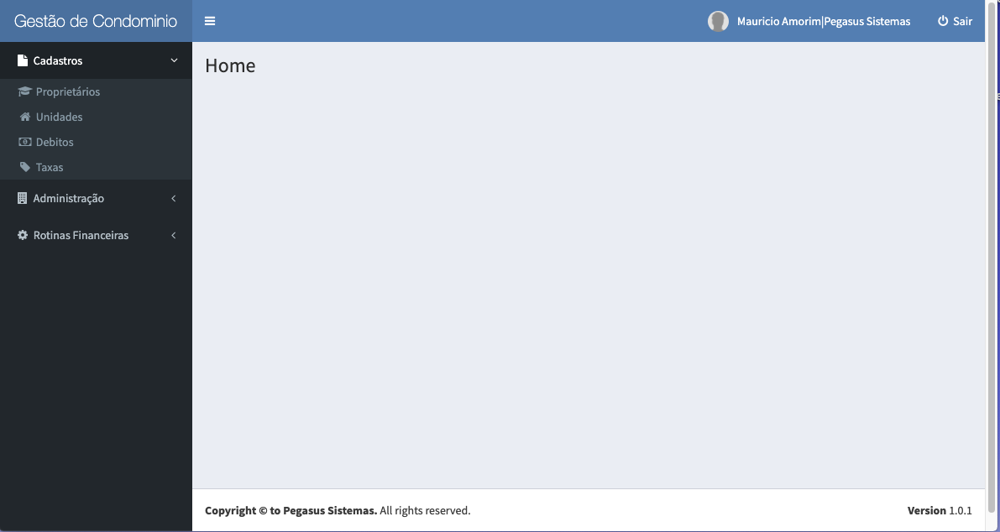 Gestão de Condominio
Mauricio Amorim|Pegasus Sistemas
Sair
Cadastros
Home
Proprietários
Unidades
Debitos
Taxas
Administração
Rotinas Financeiras
Copyright © to Pegasus Sistemas. All rights reserved.
Version 1.0.1